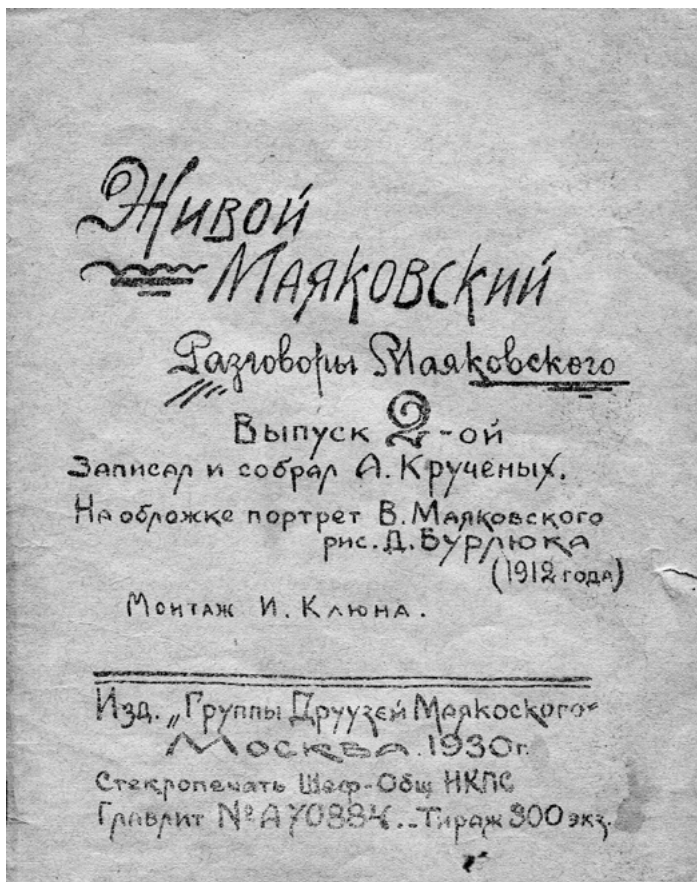 Живой
Маяковский
Разговоры Маяковского
Выпуск 2-ой
Записал и собрал А. Крученых.
На обложке портрет В. Маяковского
рис. Д. Бурлюка
(1912 года)
Монтаж И. Клюна.
Изд. „Группы Друузей Маякоского“
Москва. 1930 г.
Стеклопечать Шеф-Общ НКПС
Главлит № А 70884.. Тираж 300 экз.